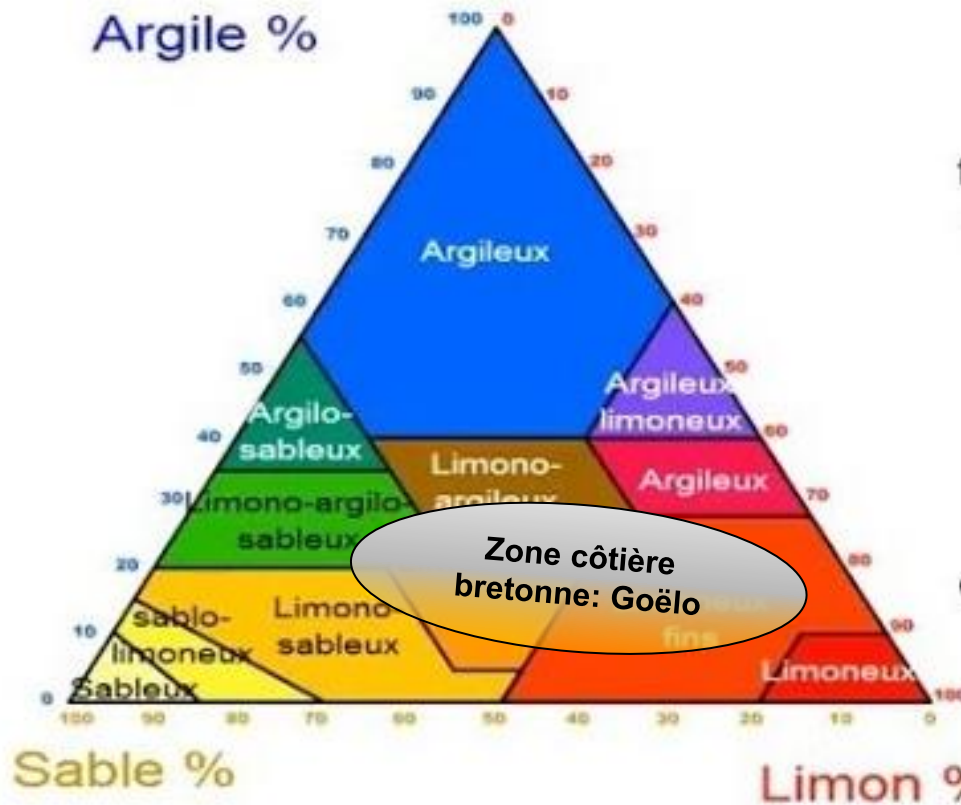 Argile %
100 0
90 10
80 20
70 30
Argileux
60 40
50 50
Argileux
limoneux
Argilo-
sableux
40 60
Limono-
argileux
Argileux
30 70
Limono-argilo-
sableux
Zone côtière
bretonne: Goëlo
20 80
sablo-
limoneux
Limono
sableux
fins
10 90
Sableux
Limoneux
0 100
100 90 80 70 60 50 40 30 20 10 0
Sable %
Limon %